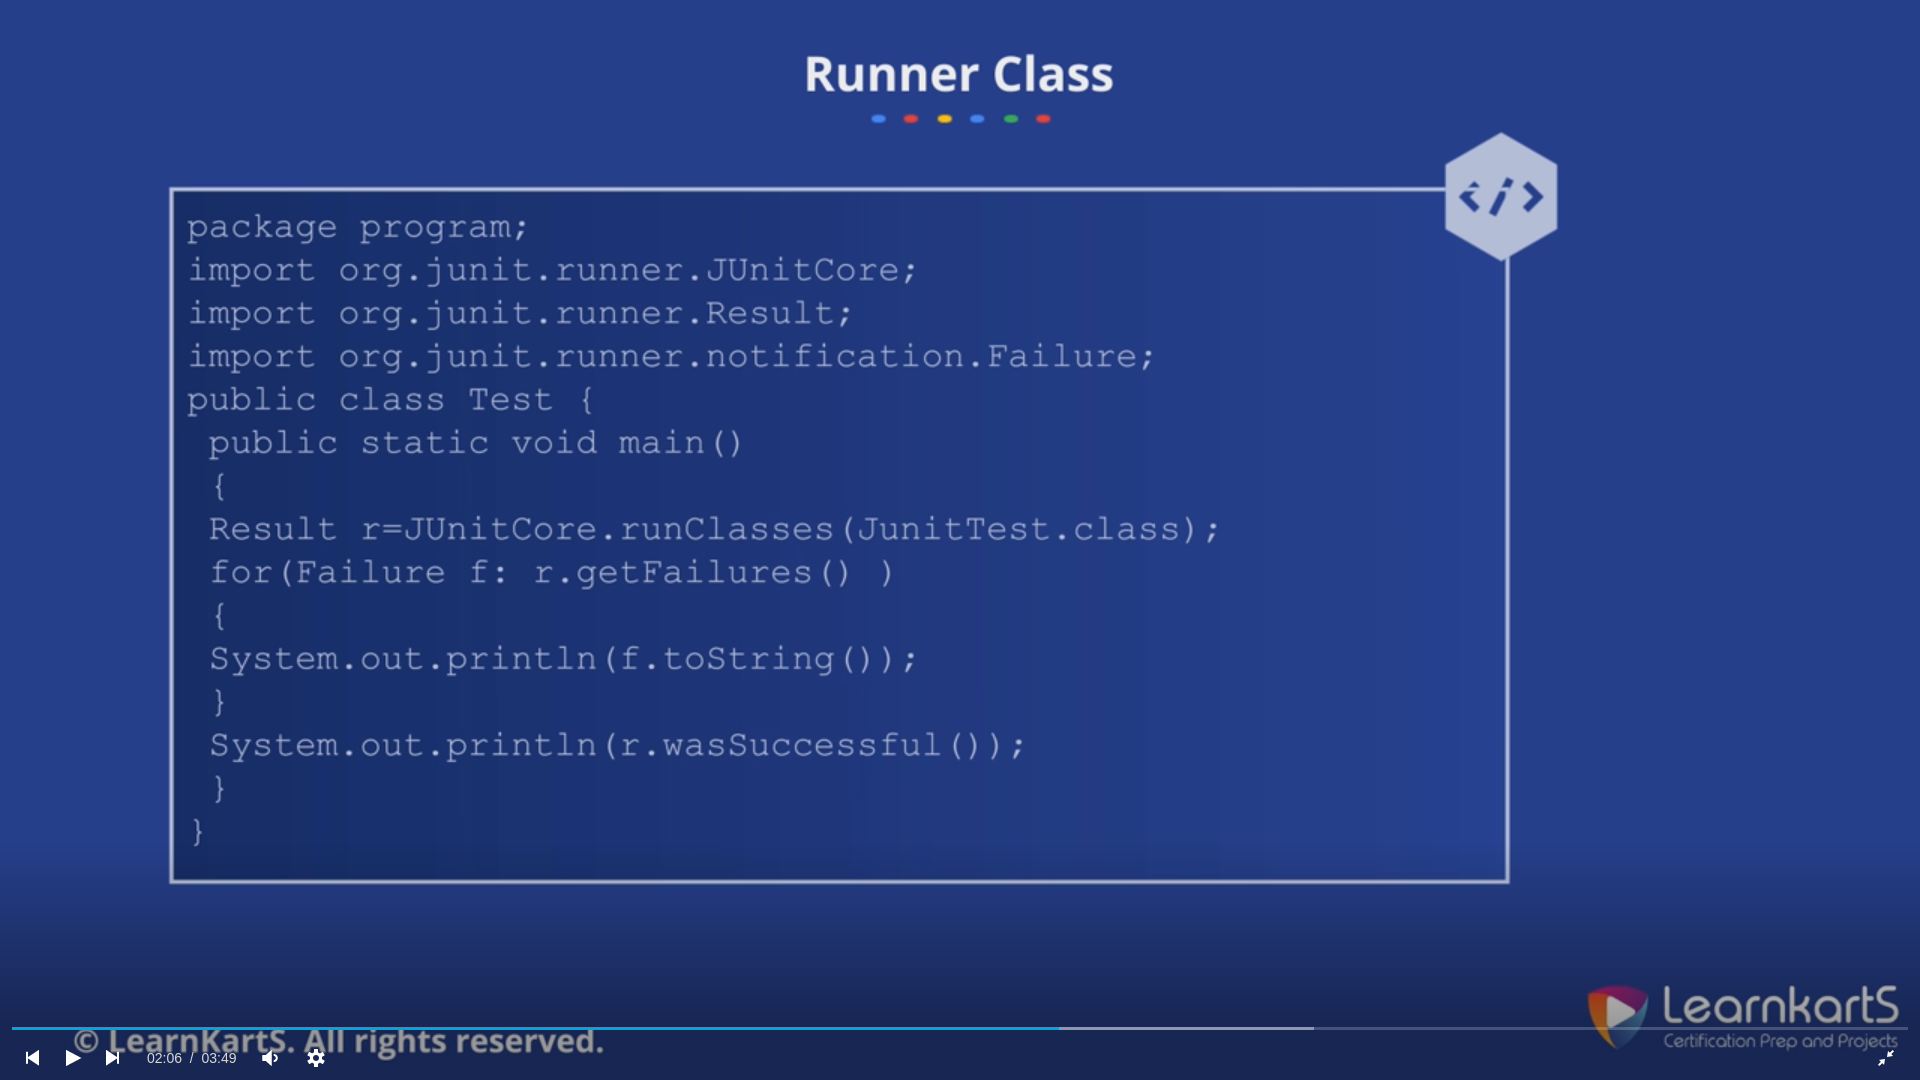 Runner Class
</>
package program;
import org.junit.runner.JUnitCore;
import org.junit.runner.Result;
import org.junit.runner.notification.Failure;
public class Test {
public static void main()
{
Result r=JUnitCore.runClasses(JunitTest.class);
for(Failure f: r.getFailures() )
{
System.out.println(f.toString());
}
System.out.println(r.wasSuccessful());
}
}
LearnkartS
Certification Prep and Projects
© LearnKartS. All rights reserved.
02:06 / 03:49